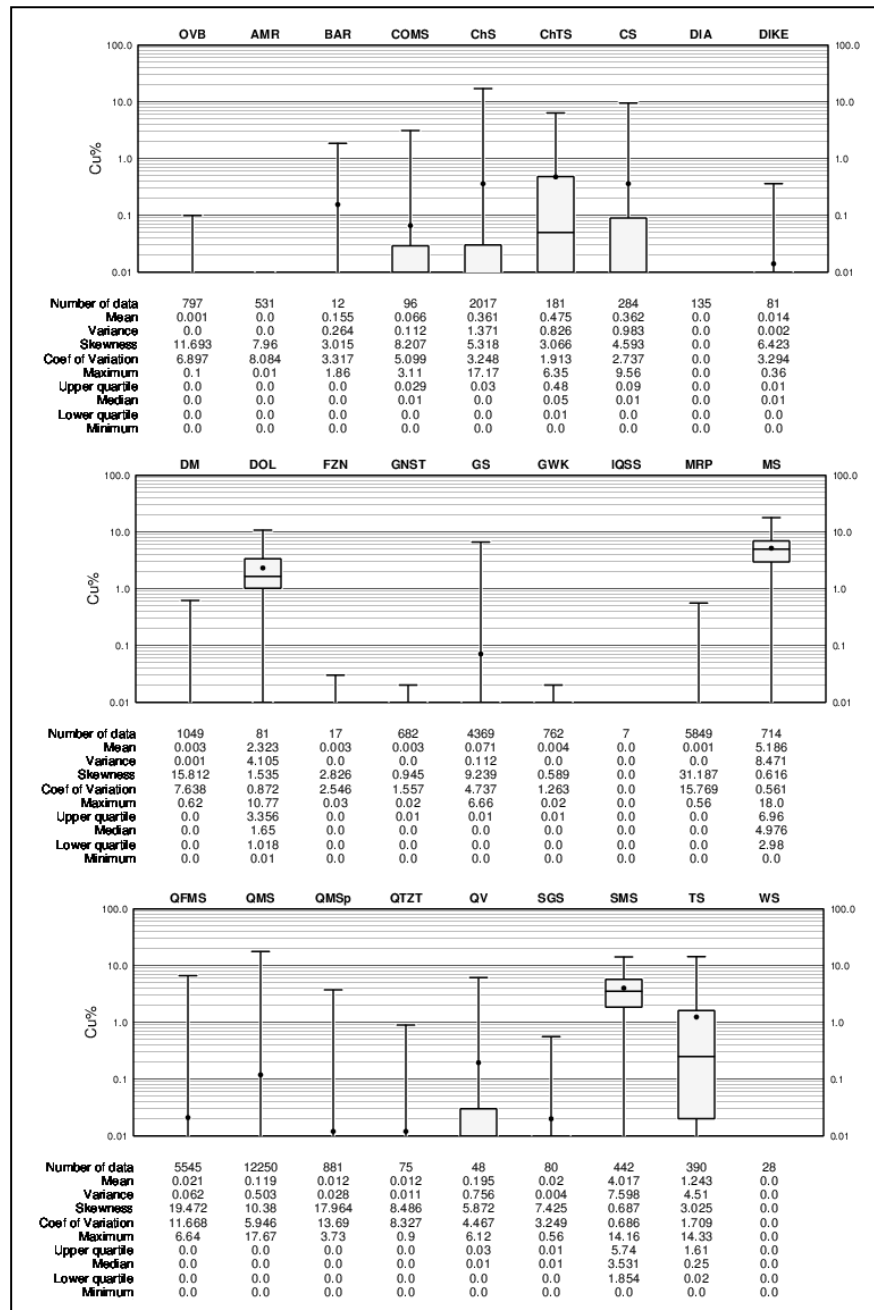 OVB AMR BAR COMS ChS ChTS CS DIA DIKE
100.0 100.0
10.0 10.0
1.0 1.0
0.1 0.1
0.01 0.01
Cu%
Number of data 797 531 12 96 2017 181 284 135 81
Mean 0.001 0.0 0.155 0.066 0.361 0.475 0.362 0.0 0.014
Variance 0.0 0.0 0.264 0.112 1.371 0.826 0.983 0.0 0.002
Skewness 11.693 7.96 3.015 8.207 5.318 3.066 4.593 0.0 6.423
Coef of Variation 6.897 8.084 3.317 5.099 3.248 1.913 2.737 0.0 3.294
Maximum 0.1 0.01 1.86 3.11 17.17 6.35 9.56 0.0 0.36
Upper quartile 0.0 0.0 0.0 0.029 0.03 0.48 0.09 0.0 0.01
Median 0.0 0.0 0.0 0.01 0.0 0.05 0.01 0.0 0.01
Lower quartile 0.0 0.0 0.0 0.0 0.0 0.01 0.0 0.0 0.0
Minimum 0.0 0.0 0.0 0.0 0.0 0.0 0.0 0.0 0.0
DM DOL FZN GNST GS GWK IQSS MRP MS
100.0 100.0
10.0 10.0
1.0 1.0
0.1 0.1
0.01 0.01
Cu%
Number of data 1049 81 17 682 4369 762 7 5849 714
Mean 0.003 2.323 0.003 0.003 0.071 0.004 0.0 0.001 5.186
Variance 0.001 4.105 0.0 0.0 0.112 0.0 0.0 0.0 8.471
Skewness 15.812 1.535 2.826 0.945 9.239 0.589 0.0 31.187 0.616
Coef of Variation 7.638 0.872 2.546 1.557 4.737 1.263 0.0 15.769 0.561
Maximum 0.62 10.77 0.03 0.02 6.66 0.02 0.0 0.56 18.0
Upper quartile 0.0 3.356 0.0 0.01 0.01 0.01 0.0 0.0 6.96
Median 0.0 1.65 0.0 0.0 0.0 0.0 0.0 0.0 4.976
Lower quartile 0.0 1.018 0.0 0.0 0.0 0.0 0.0 0.0 2.98
Minimum 0.0 0.01 0.0 0.0 0.0 0.0 0.0 0.0 0.0
QFMS QMS QMSp QTZT QV SGS SMS TS WS
100.0 100.0
10.0 10.0
1.0 1.0
0.1 0.1
0.01 0.01
Cu%
Number of data 5545 12250 881 75 48 80 442 390 28
Mean 0.021 0.119 0.012 0.012 0.195 0.02 4.017 1.243 0.0
Variance 0.062 0.503 0.028 0.011 0.756 0.004 7.598 4.51 0.0
Skewness 19.472 10.38 17.964 8.486 5.872 7.425 0.687 3.025 0.0
Coef of Variation 11.668 5.946 13.69 8.327 4.467 3.249 0.686 1.709 0.0
Maximum 6.64 17.67 3.73 0.9 6.12 0.56 14.16 14.33 0.0
Upper quartile 0.0 0.0 0.0 0.0 0.03 0.01 5.74 1.61 0.0
Median 0.0 0.0 0.0 0.0 0.01 0.01 3.531 0.25 0.0
Lower quartile 0.0 0.0 0.0 0.0 0.0 0.0 1.854 0.02 0.0
Minimum 0.0 0.0 0.0 0.0 0.0 0.0 0.0 0.0 0.0